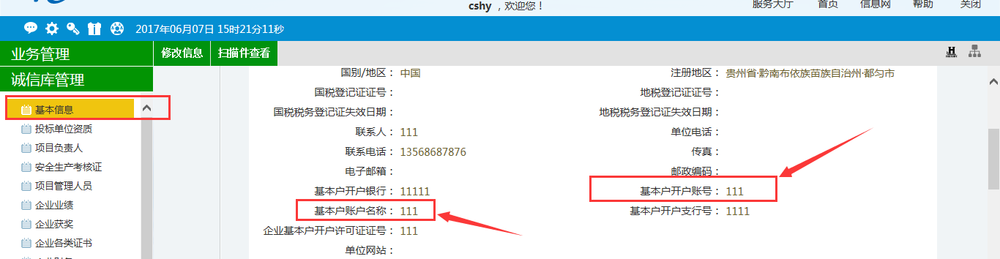 cshy ，欢迎您！
服务大厅 首页 信息网 帮助 关闭
2017年06月07日 15时21分11秒
业务管理
修改信息
扫描件查看
诚信库管理
基本信息
投标单位资质
项目负责人
安全生产考核证
项目管理人员
企业业绩
企业获奖
企业各类证书
国别/地区： 中国
注册地区： 贵州省·黔南布依族苗族自治州·都匀市
国税登记证证号：
地税登记证证号：
国税税务登记证失效日期：
地税税务登记证失效日期：
联系人： 111
单位电话：
联系电话： 13568687876
传真：
电子邮箱：
邮政编码：
基本户开户银行： 11111
基本户开户账号： 111
基本户账户名称： 111
基本户开户支行号： 1111
企业基本户开户许可证证号： 111
单位网站：